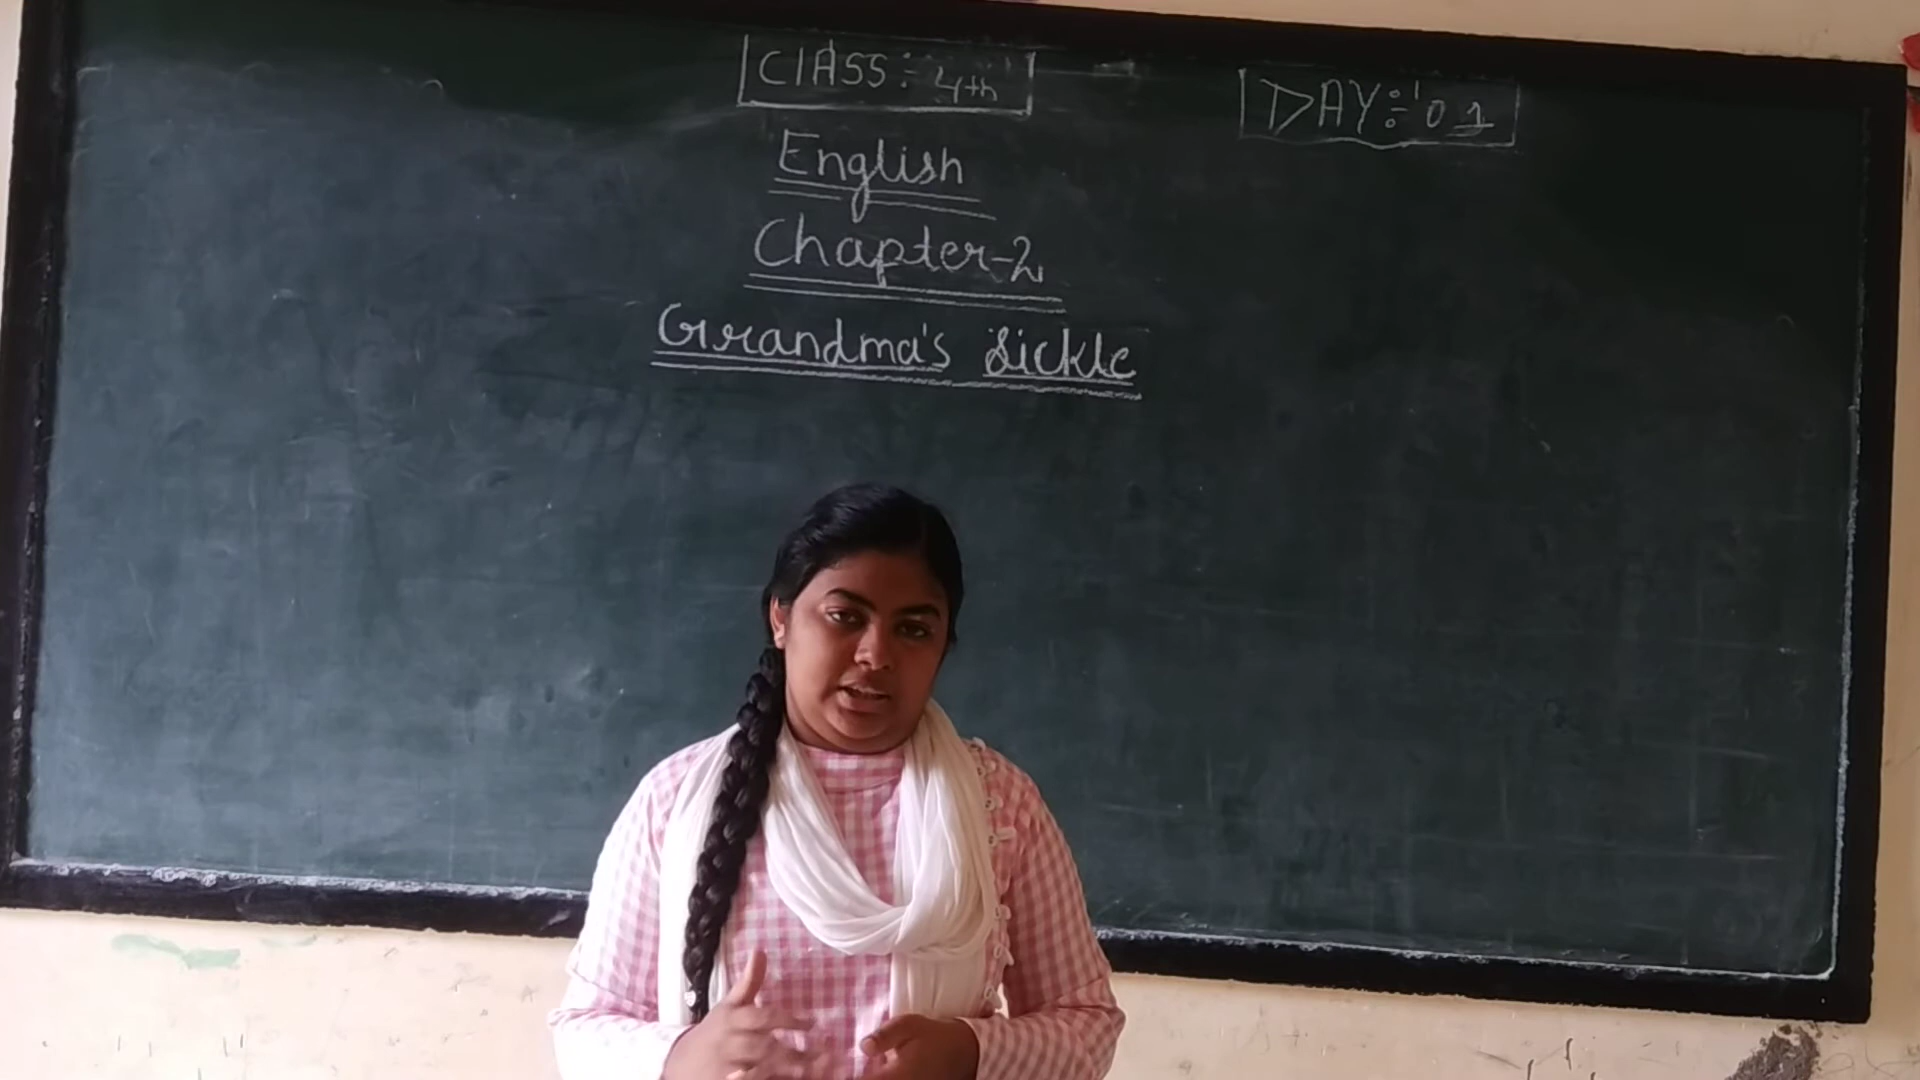 CLASS:- 4th
DAY:- 01
English
Chapter-2
Grandma's Sickle